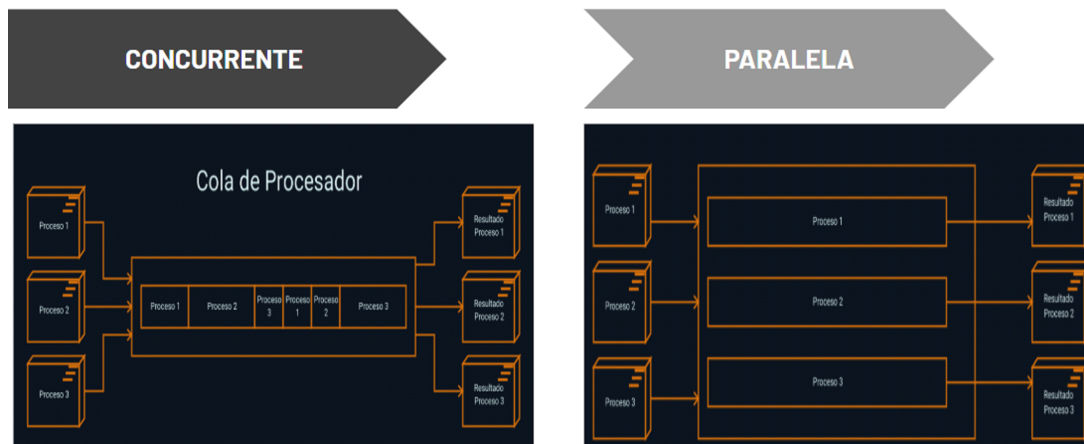 CONCURRENTE
PARALELA
Cola de Procesador
Proceso 1
Proceso 2
Proceso 3
Proceso 1
Proceso 2
Proceso
3
Proceso
1
Proceso
2
Proceso 3
Resultado
Proceso 1
Resultado
Proceso 2
Resultado
Proceso 3
Proceso 1
Proceso 2
Proceso 3
Proceso 1
Proceso 2
Proceso 3
Resultado
Proceso 1
Resultado
Proceso 2
Resultado
Proceso 3